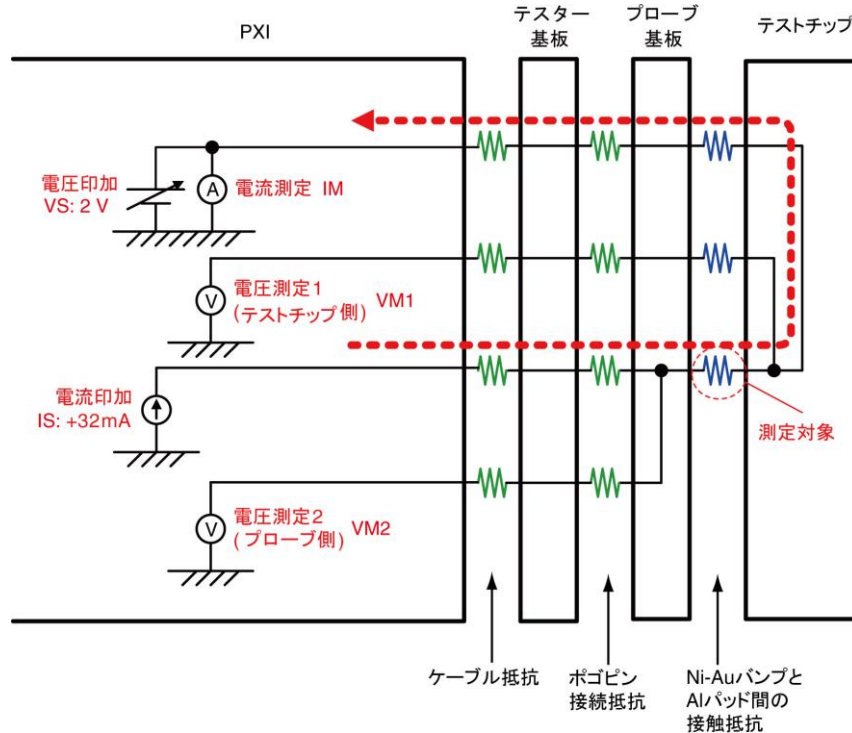 PXI
テスター
基板
プローブ
基板
テストチップ
電圧印加
VS: 2 V
A
電流測定 IM
V
電圧測定1
(テストチップ側)
VM1
電流印加
IS: +32mA
測定対象
V
電圧測定2
(プローブ側)
VM2
ケーブル抵抗
ポゴピン
接続抵抗
Ni-Auバンプと
Alパッド間の
接触抵抗